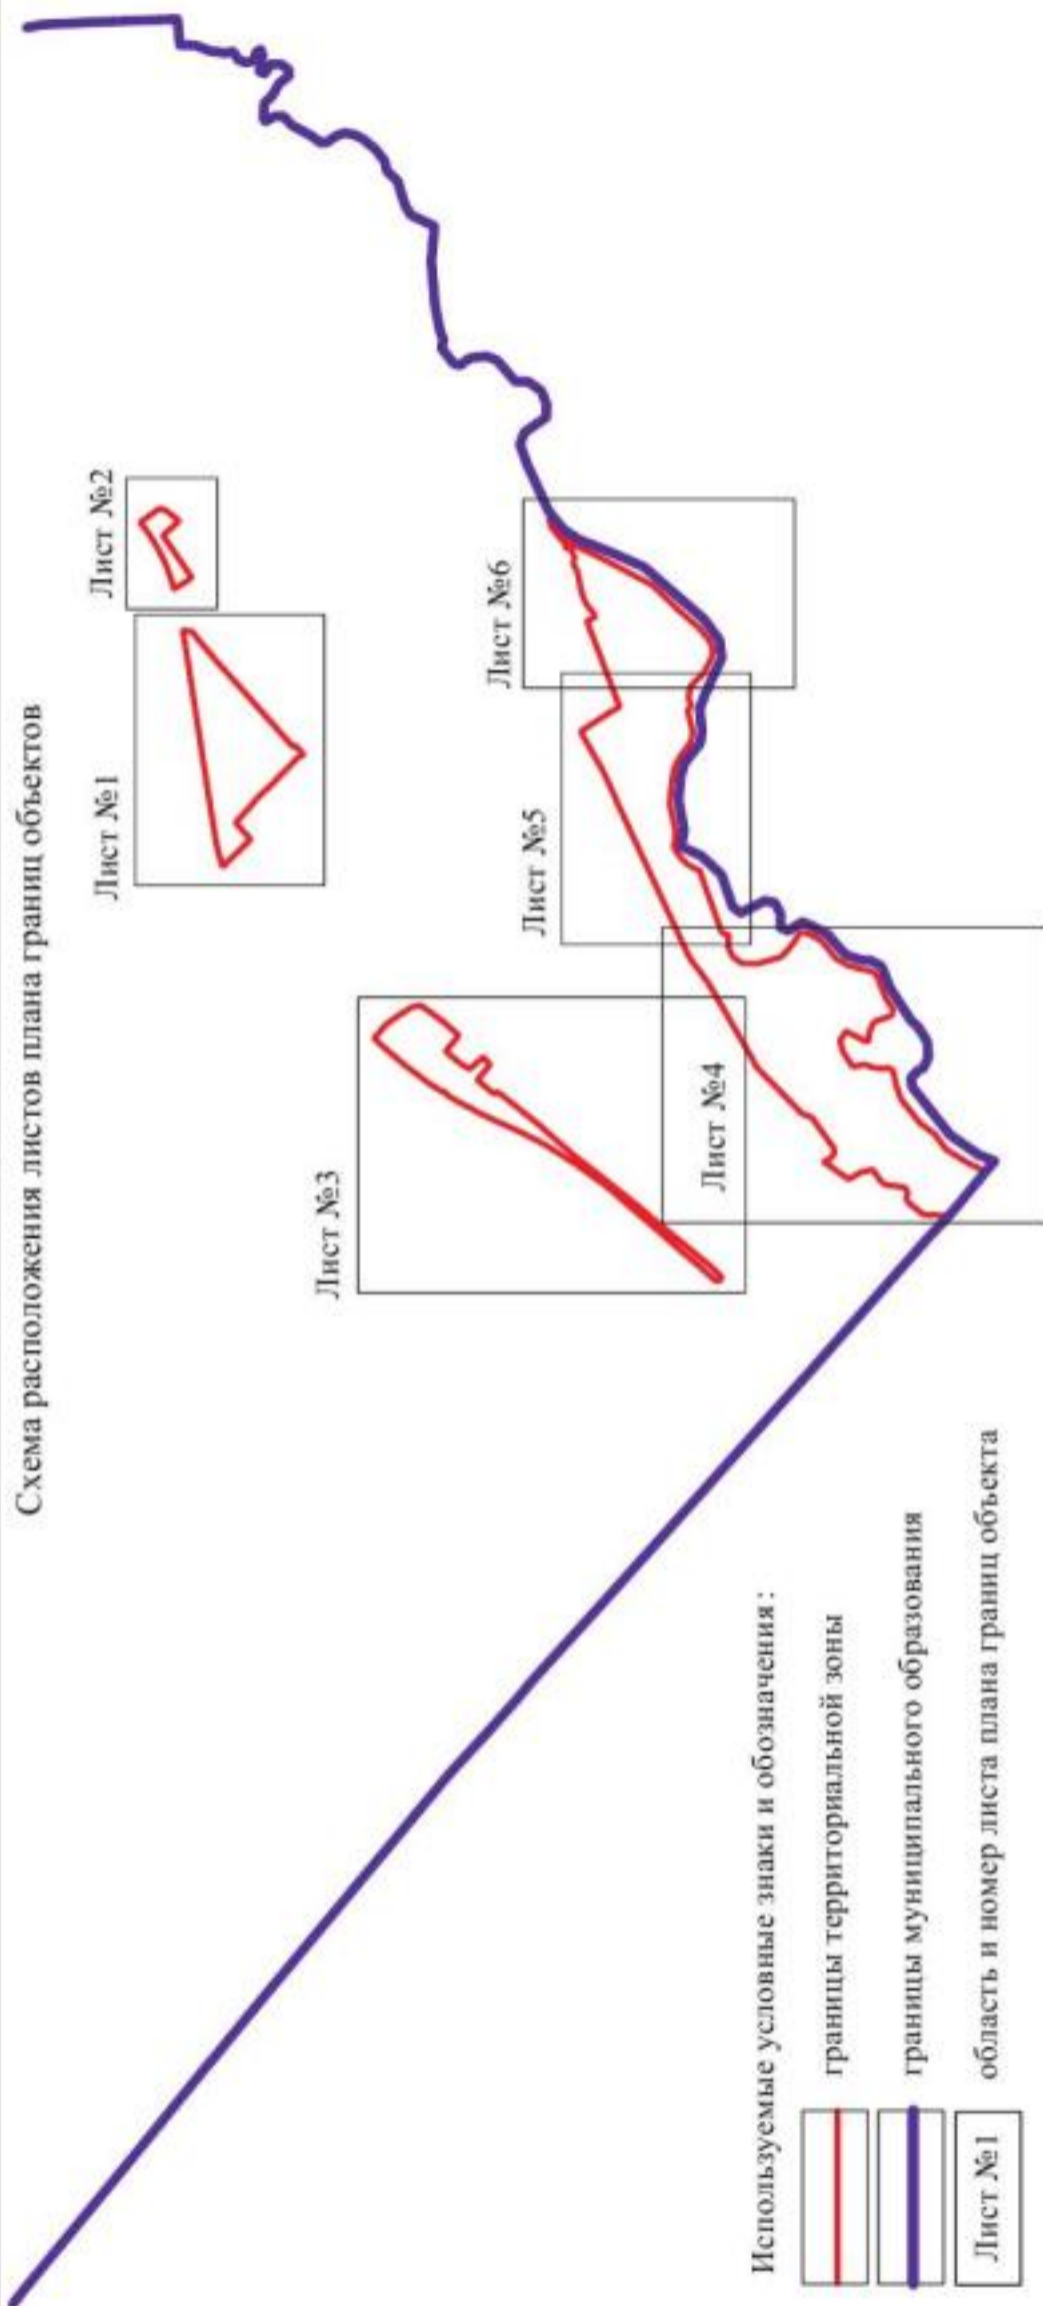 Схема расположения листов плана границ объектов
Лист №1
Лист №2
Лист №3
Лист №4
Лист №5
Лист №6
Используемые условные знаки и обозначения :
границы территориальной зоны
границы муниципального образования
Лист №1
область и номер листа плана границ объекта